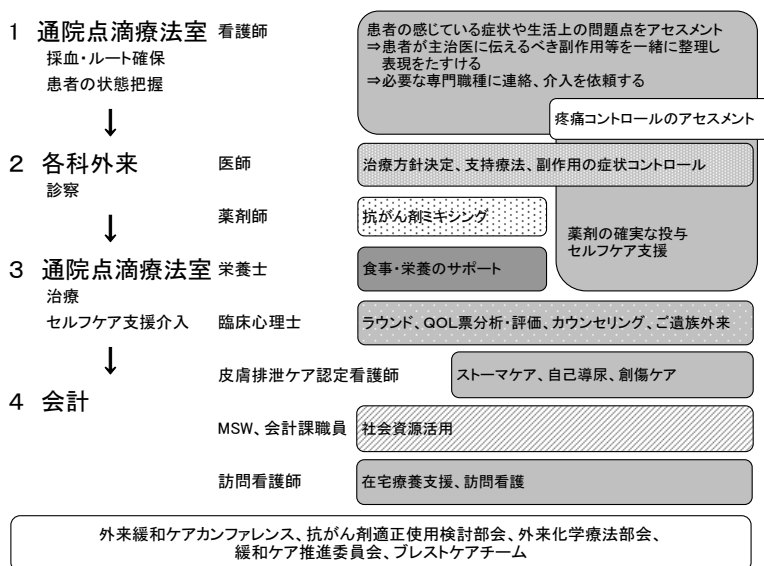 1 通院点滴療法室 看護師
採血・ルート確保
患者の状態把握
患者の感じている症状や生活上の問題点をアセスメント
⇒患者が主治医に伝えるべき副作用等を一緒に整理し
表現をたすける
⇒必要な専門職種に連絡、介入を依頼する
疼痛コントロールのアセスメント
↓
2 各科外来
診察
医師
治療方針決定、支持療法、副作用の症状コントロール
↓
薬剤師
抗がん剤ミキシング
薬剤の確実な投与
セルフケア支援
3 通院点滴療法室
治療
セルフケア支援介入
栄養士
食事・栄養のサポート
臨床心理士
ラウンド、QOL票分析・評価、カウンセリング、ご遺族外来
↓
皮膚排泄ケア認定看護師
ストーマケア、自己導尿、創傷ケア
4 会計
MSW、会計課職員
社会資源活用
訪問看護師
在宅療養支援、訪問看護
外来緩和ケアカンファレンス、抗がん剤適正使用検討部会、外来化学療法部会、
緩和ケア推進委員会、ブレストケアチーム